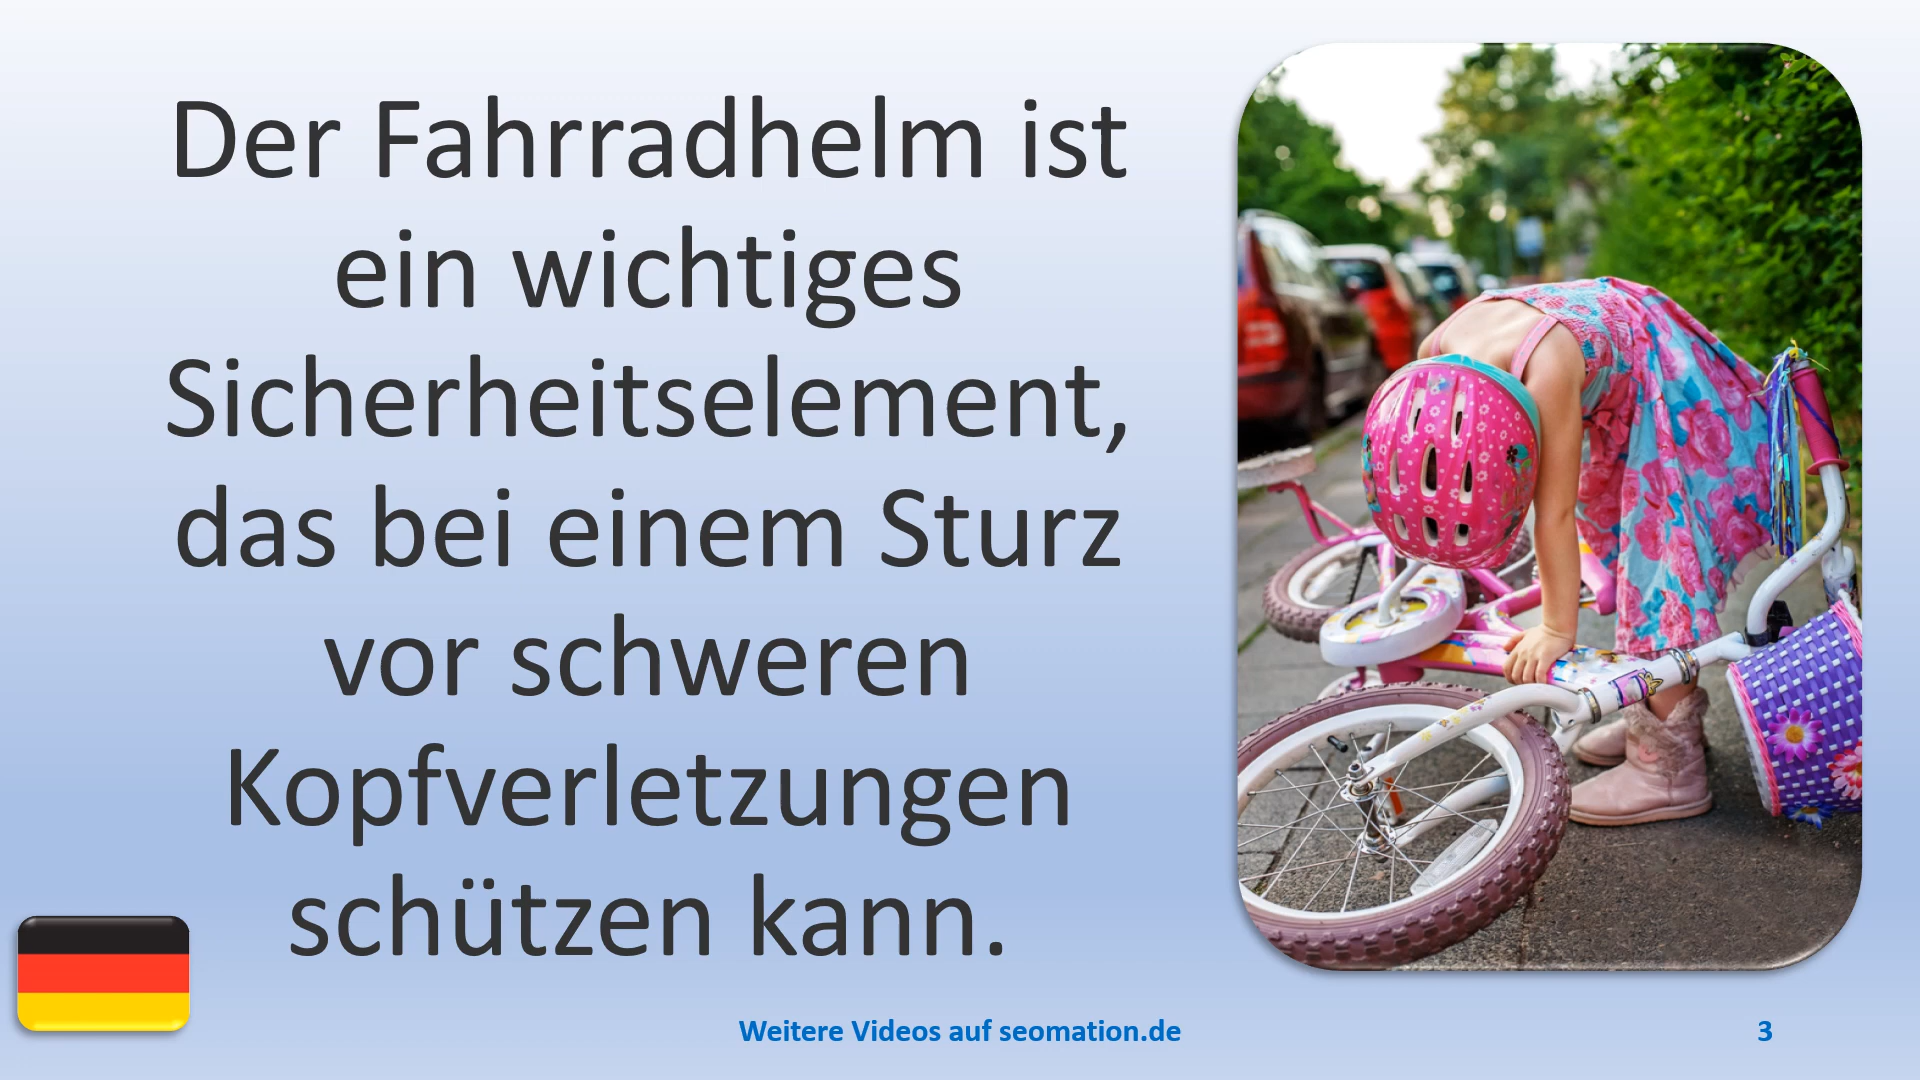 Der Fahrradhelm ist
ein wichtiges
Sicherheitselement,
das bei einem Sturz
vor schweren
Kopfverletzungen
schützen kann.
Weitere Videos auf seomation.de
3